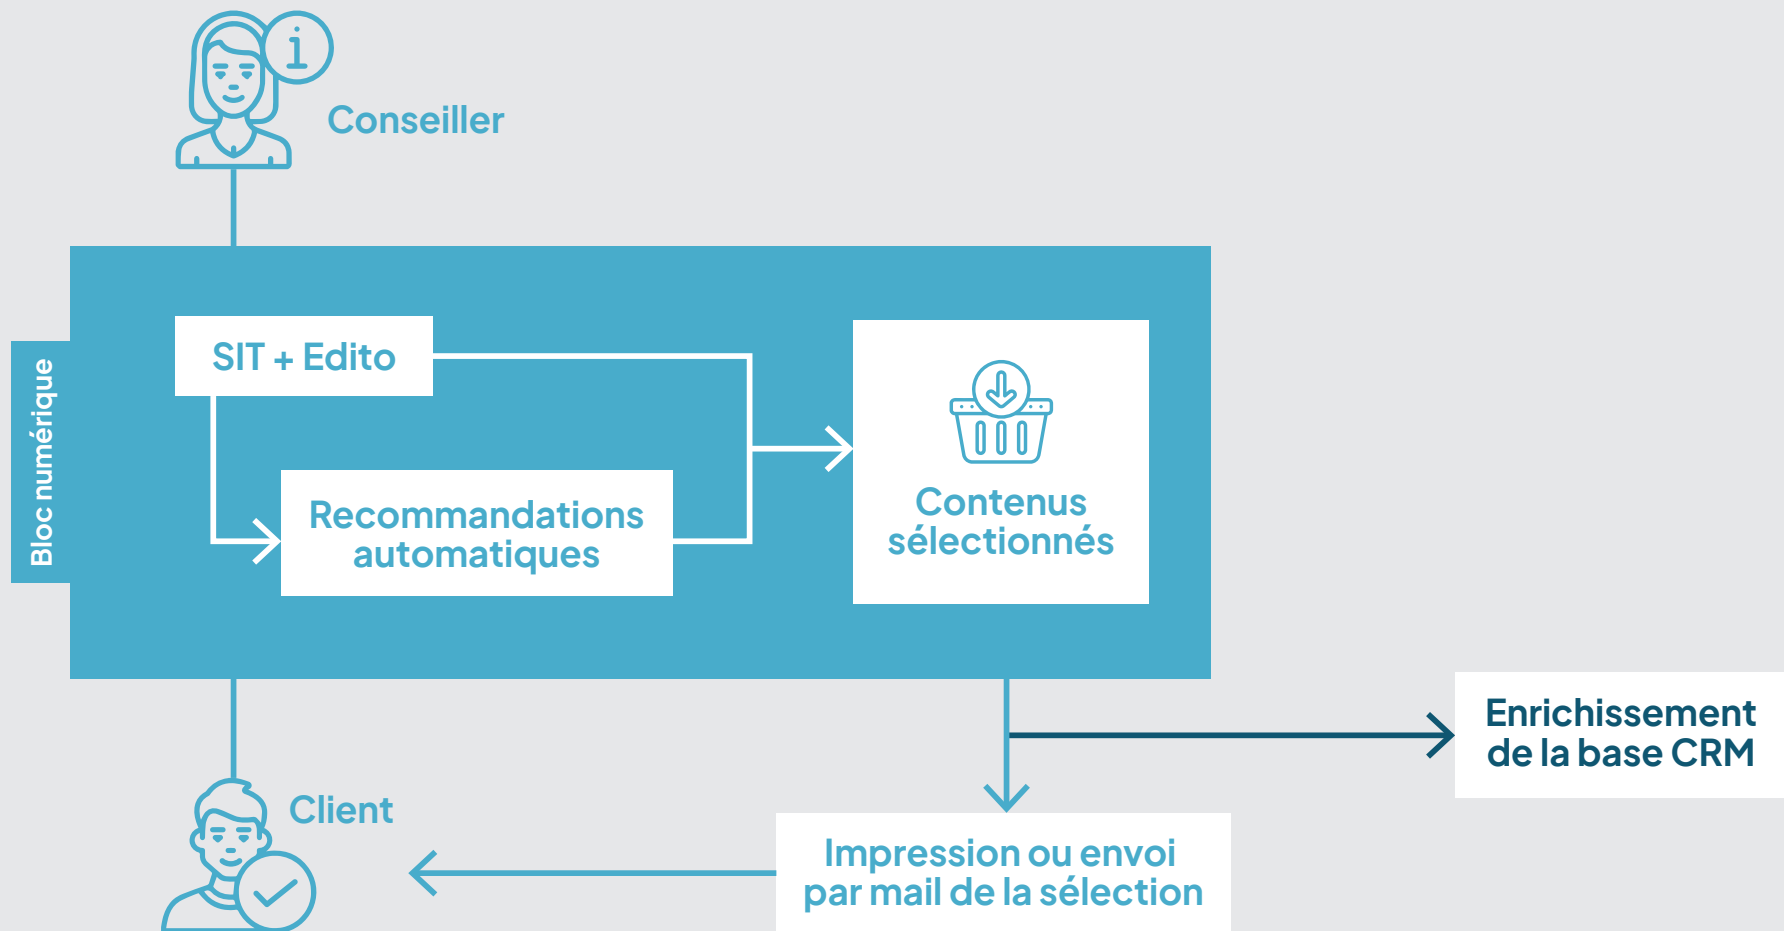 i
Conseiller
Bloc numérique
SIT + Edito
Recommandations
automatiques
Contenus
sélectionnés
Enrichissement
de la base CRM
Client
Impression ou envoi
par mail de la sélection